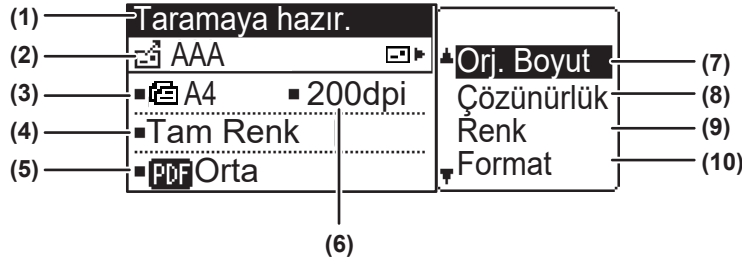 (1) Taramaya hazır.
(2) AAA
(3) A4 200dpi
(4) Tam Renk
(5) PDF Orta
(6)
Orj. Boyut (7)
Çözünürlük (8)
Renk (9)
Format (10)